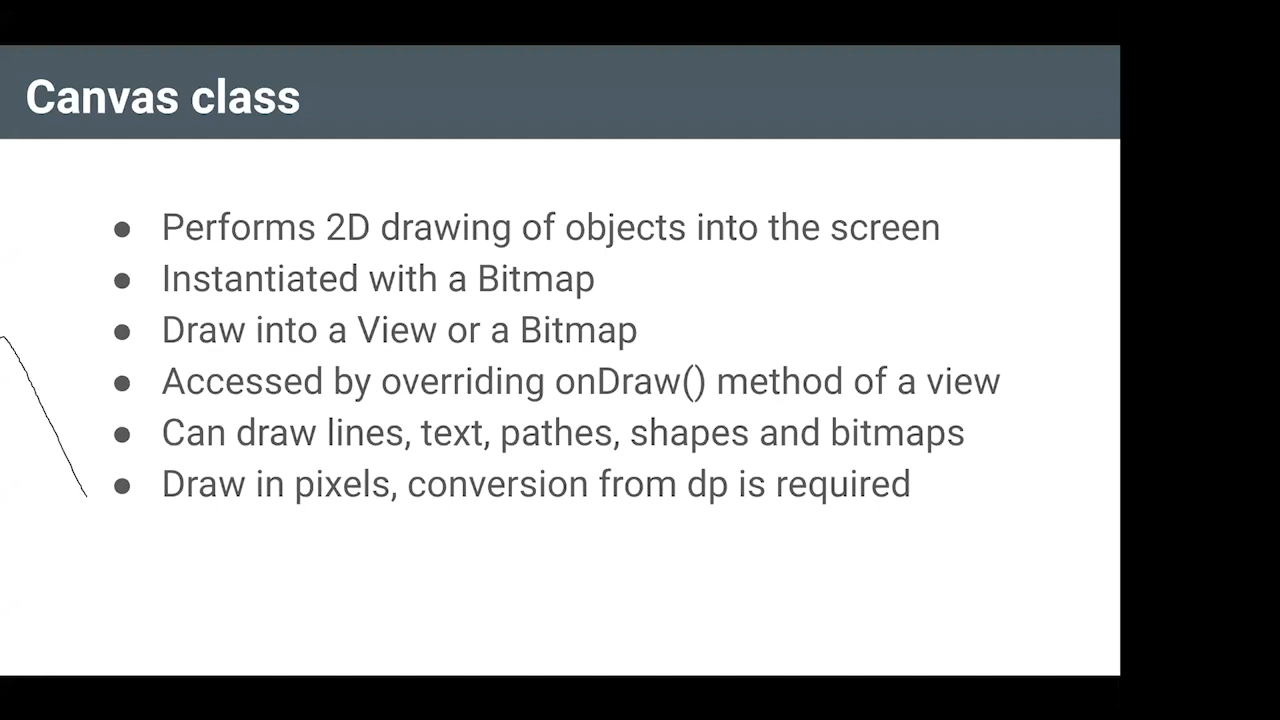 Canvas class
● Performs 2D drawing of objects into the screen
● Instantiated with a Bitmap
● Draw into a View or a Bitmap
● Accessed by overriding onDraw() method of a view
● Can draw lines, text, pathes, shapes and bitmaps
● Draw in pixels, conversion from dp is required